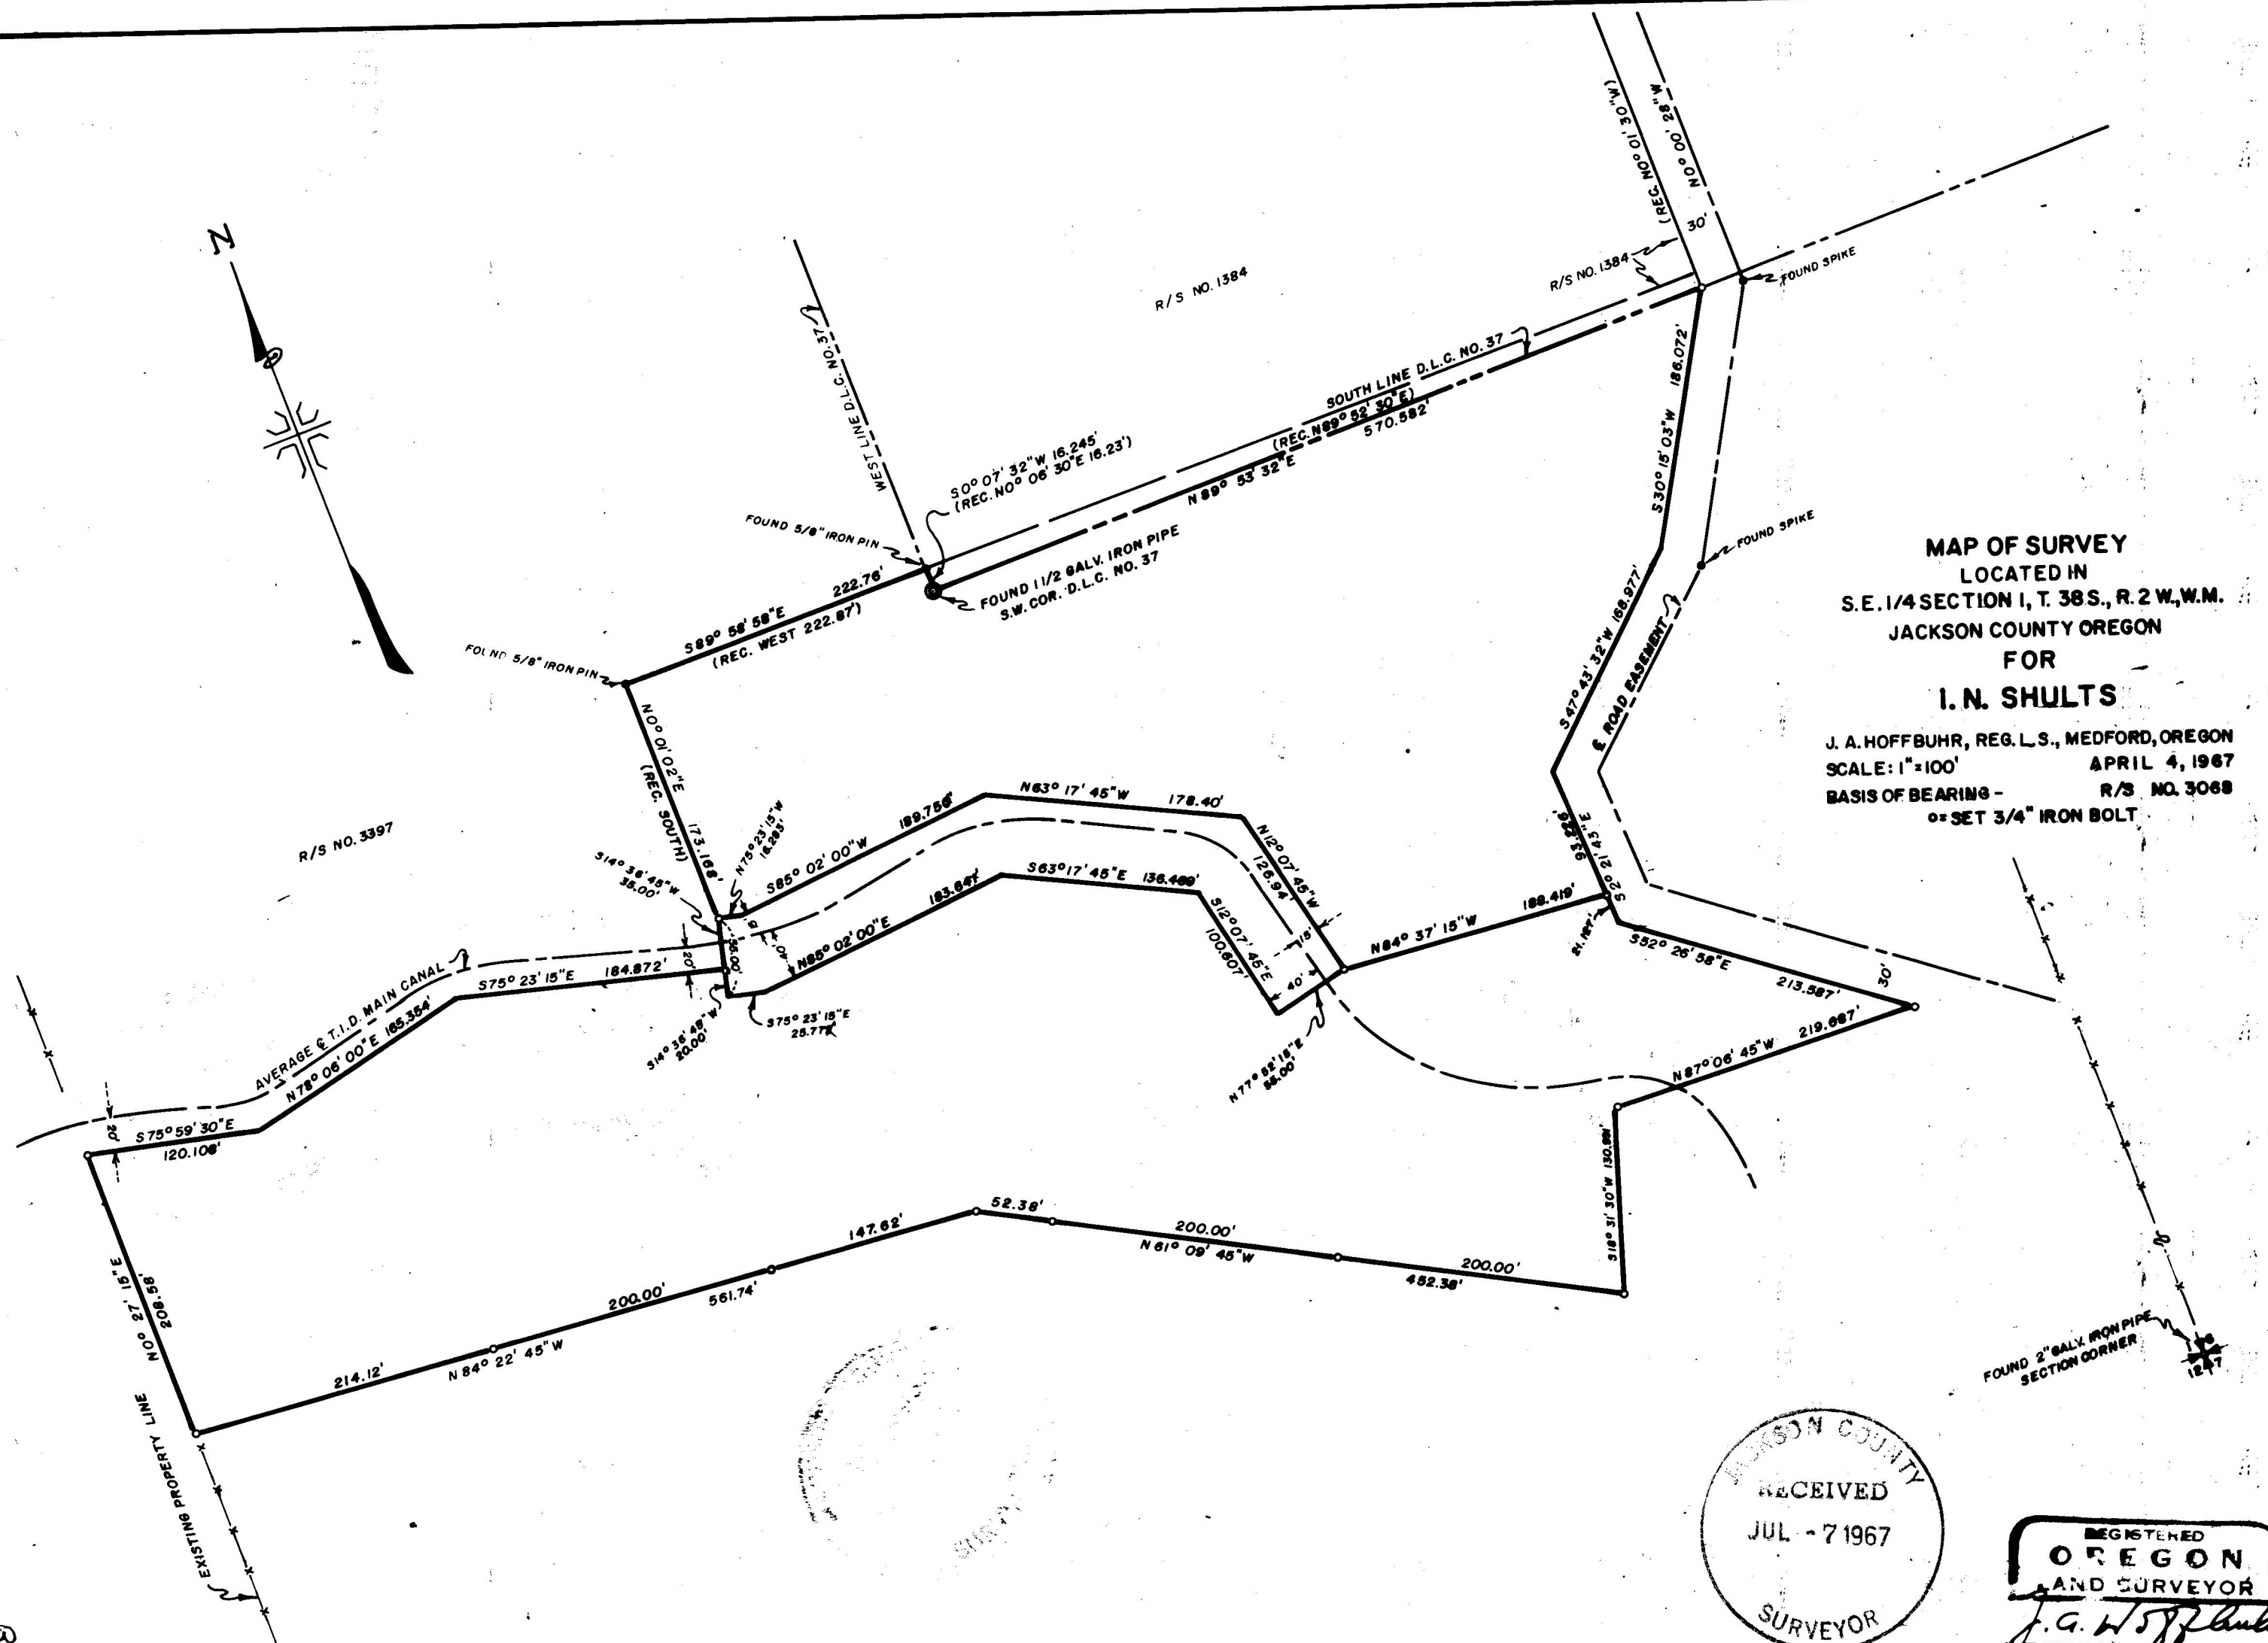 N
(REC. N0° 01' 30"W)
N0° 00' 28" W
30'
R/S NO. 1384
FOUND SPIKE
R/S NO. 1384
WEST LINE D.L.C. NO. 37
SOUTH LINE D.L.C. NO. 37
(REC. N89° 52' 30"E)
570.582'
N 89° 53' 32"E
S0° 07' 32"W 16.245'
(REC. N0° 06' 30"E 16.23')
FOUND 5/8" IRON PIN
FOUND 1 1/2 GALV. IRON PIPE
S.W. COR. D.L.C. NO. 37
222.76'
S89° 58' 58"E
(REC. WEST 222.87')
FOUND 5/8" IRON PIN
S30° 15' 03"W 186.072'
FOUND SPIKE
S47° 43' 32"W 168.977'
℄ ROAD EASEMENT
MAP OF SURVEY
LOCATED IN
S.E. 1/4 SECTION 1, T. 38 S., R. 2 W., W.M.
JACKSON COUNTY OREGON
FOR
I. N. SHULTS
J. A. HOFFBUHR, REG. L.S., MEDFORD, OREGON
SCALE: 1"=100' APRIL 4, 1967
BASIS OF BEARING - R/S NO. 3068
o= SET 3/4" IRON BOLT
N0° 01' 02"E 173.168'
(REC. SOUTH)
R/S NO. 3397
N75° 23' 15"W
S14° 36' 45"W
35.00'
S85° 02' 00"W 189.756'
N63° 17' 45"W 178.40'
N12° 07' 45"W
126.94'
S2° 21' 43"E
S63° 17' 45"E 136.469'
183.641'
N85° 02' 00"E
S12° 07' 45"E
100.607'
15'
40'
40'
N84° 37' 15"W 188.419'
S52° 26' 58"E
213.587'
30'
AVERAGE ℄ T.I.D. MAIN CANAL
S75° 23' 15"E 184.872'
20'
N78° 06' 00"E 165.354'
S14° 36' 45" W
20.00'
S75° 23' 15"E
N77° 52' 15"E
55.00'
N87° 06' 45"W 219.687'
20'
S75° 59' 30"E
120.106'
S18° 31' 30"W
N0° 27' 15"E
208.58'
147.62'
52.38'
200.00'
N 61° 09' 45"W
200.00'
452.38'
200.00'
561.74'
214.12'
N 84° 22' 45"W
EXISTING PROPERTY LINE
FOUND 2" GALV. IRON PIPE
SECTION CORNER
1 6
12 7
JACKSON COUNTY
RECEIVED
JUL - 7 1967
SURVEYOR
REGISTERED
OREGON
LAND SURVEYOR